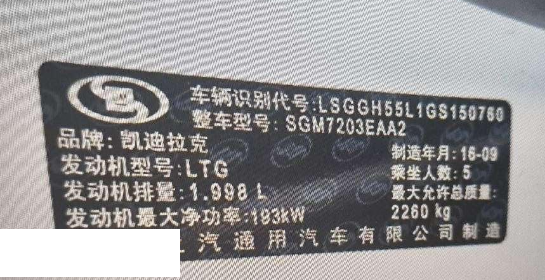 车辆识别代号:LSGGH55L1GS150760
整车型号: SGM7203EAA2
品牌: 凯迪拉克
制造年月:16-09
发动机型号:LTG
乘坐人数:5
发动机排量:1.998 L
最大允许总质量:
发动机最大净功率:193kW
2260 kg
汽通用汽车有限公司制造